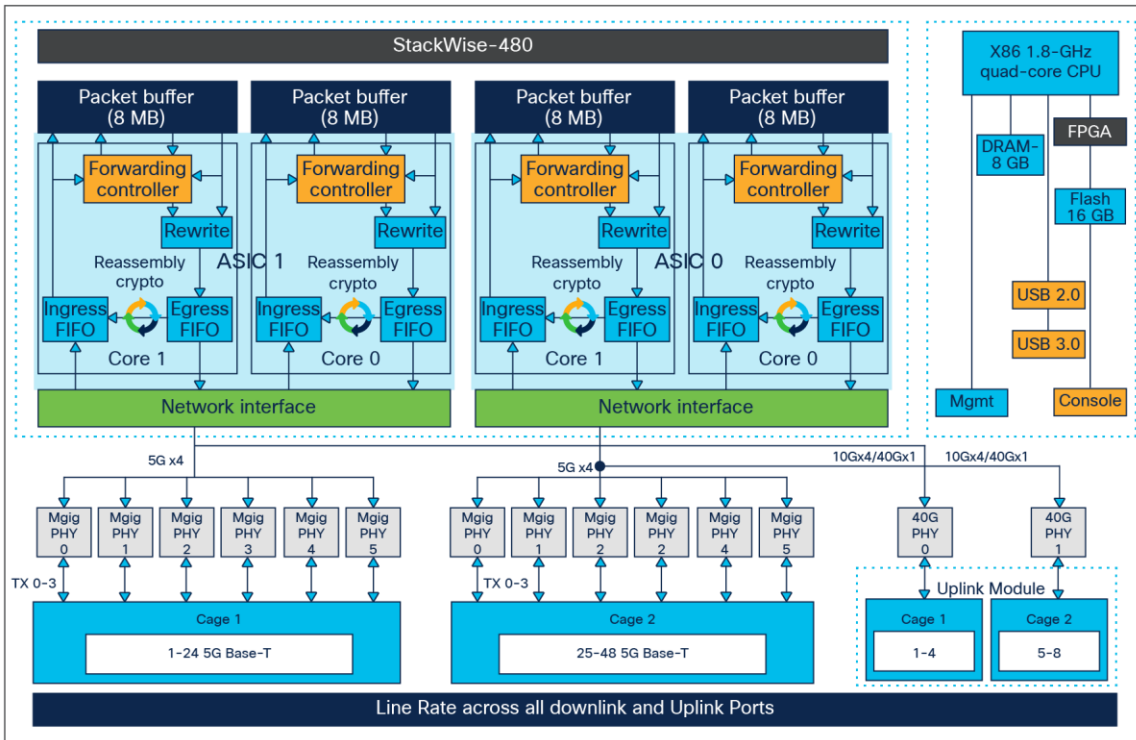 StackWise-480
Packet buffer
(8 MB)
Packet buffer
(8 MB)
Packet buffer
(8 MB)
Packet buffer
(8 MB)
Forwarding
controller
Forwarding
controller
Forwarding
controller
Forwarding
controller
Rewrite
Rewrite
Rewrite
Rewrite
ASIC 1
ASIC 0
Reassembly
crypto
Reassembly
crypto
Reassembly
crypto
Reassembly
crypto
Ingress
FIFO
Egress
FIFO
Ingress
FIFO
Egress
FIFO
Ingress
FIFO
Egress
FIFO
Ingress
FIFO
Egress
FIFO
Core 1
Core 0
Core 1
Core 0
Network interface
Network interface
X86 1.8-GHz
quad-core CPU
DRAM-
8 GB
FPGA
Flash
16 GB
USB 2.0
USB 3.0
Mgmt
Console
5G x4
5G x4
10Gx4/40Gx1
10Gx4/40Gx1
Mgig
PHY
0
Mgig
PHY
1
Mgig
PHY
2
Mgig
PHY
3
Mgig
PHY
4
Mgig
PHY
5
Mgig
PHY
0
Mgig
PHY
1
Mgig
PHY
2
Mgig
PHY
2
Mgig
PHY
4
Mgig
PHY
5
40G
PHY
0
40G
PHY
1
TX 0-3
TX 0-3
Cage 1
1-24 5G Base-T
Cage 2
25-48 5G Base-T
Uplink Module
Cage 1
1-4
Cage 2
5-8
Line Rate across all downlink and Uplink Ports